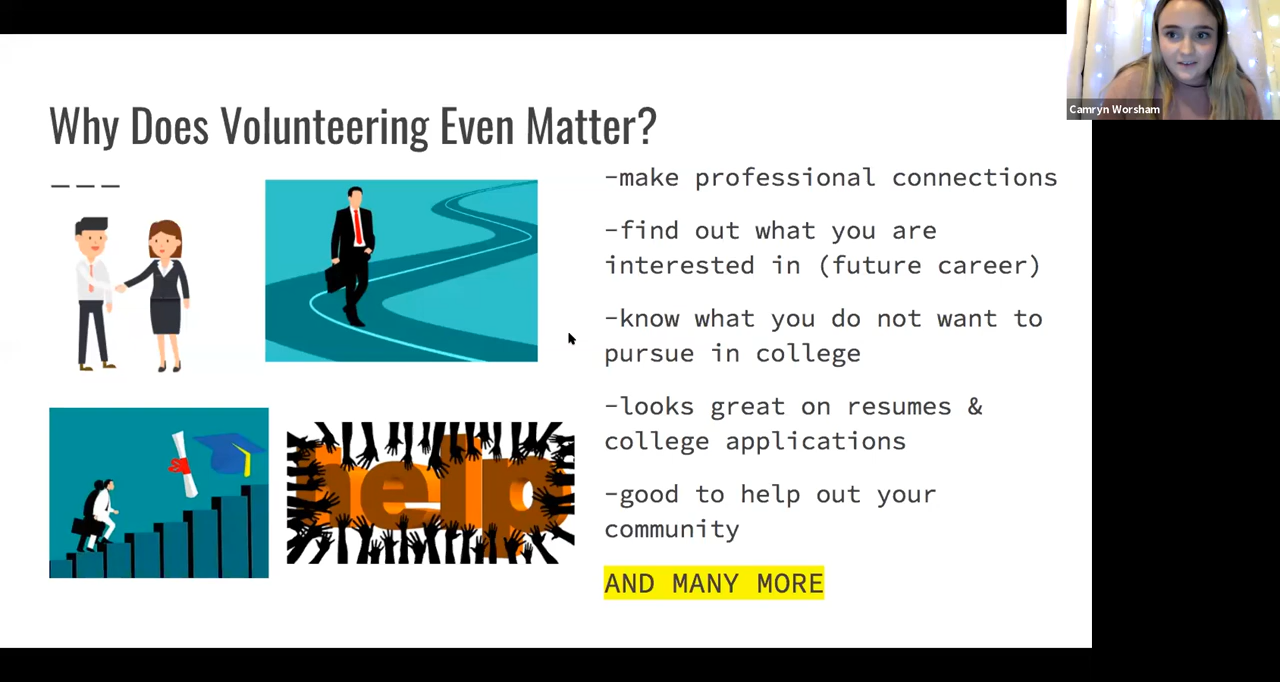 Camryn Worsham
Why Does Volunteering Even Matter?
-make professional connections
-find out what you are
interested in (future career)
-know what you do not want to
pursue in college
-looks great on resumes &
college applications
-good to help out your
community
AND MANY MORE
help